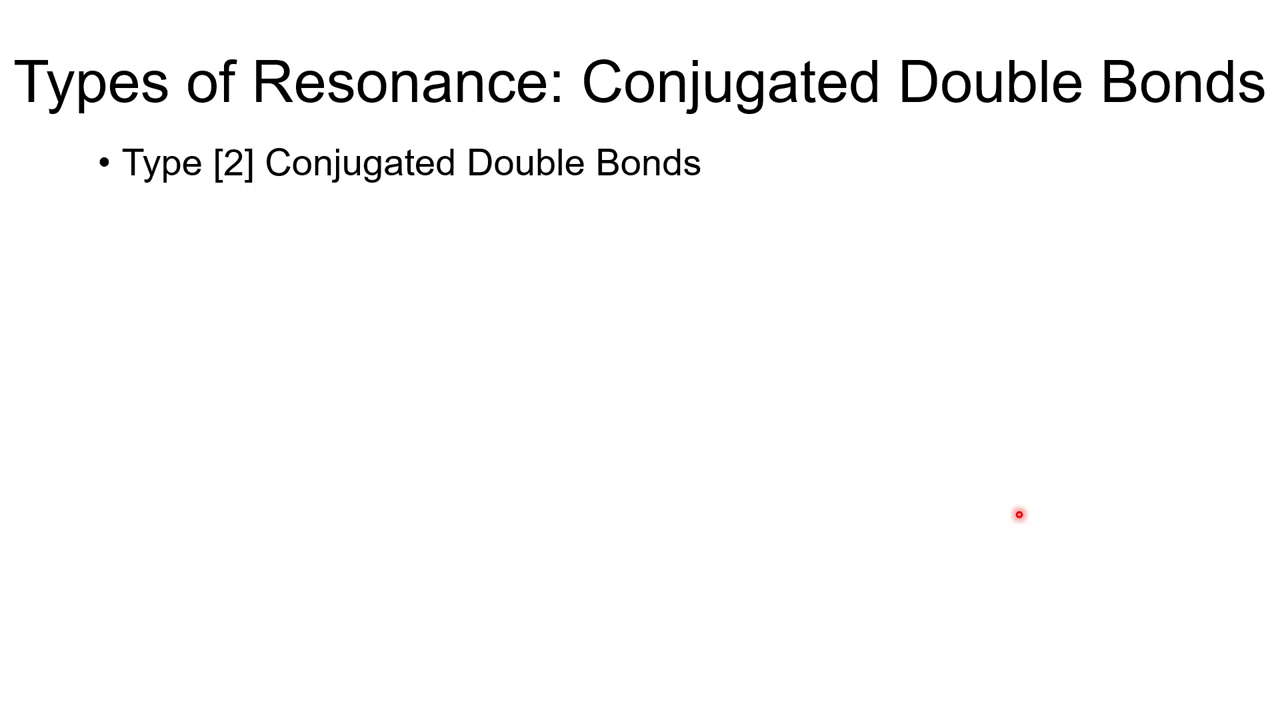 Types of Resonance: Conjugated Double Bonds
• Type [2] Conjugated Double Bonds